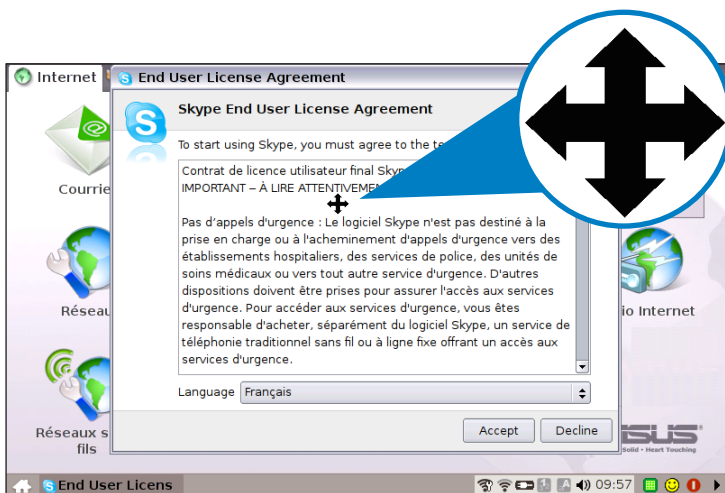 Internet
End User License Agreement
Skype End User License Agreement
To start using Skype, you must agree to the
Contrat de licence utilisateur final
IMPORTANT – À LIRE
Pas d’appels d'urgence : Le logiciel Skype n'est pas destiné à la
prise en charge ou à l'acheminement d'appels d'urgence vers des
établissements hospitaliers, des services de police, des unités de
soins médicaux ou vers tout autre service d'urgence. D'autres
dispositions doivent être prises pour assurer l'accès aux services
d'urgence. Pour accéder aux services d'urgence, vous êtes
responsable d'acheter, séparément du logiciel Skype, un service de
téléphonie traditionnel sans fil ou à ligne fixe offrant un accès aux
services d'urgence.
Language Français
Accept Decline
Courrie
Réseau
io Internet
Réseaux s
fils
Solid • Heart Touching
End User Licens
09:57